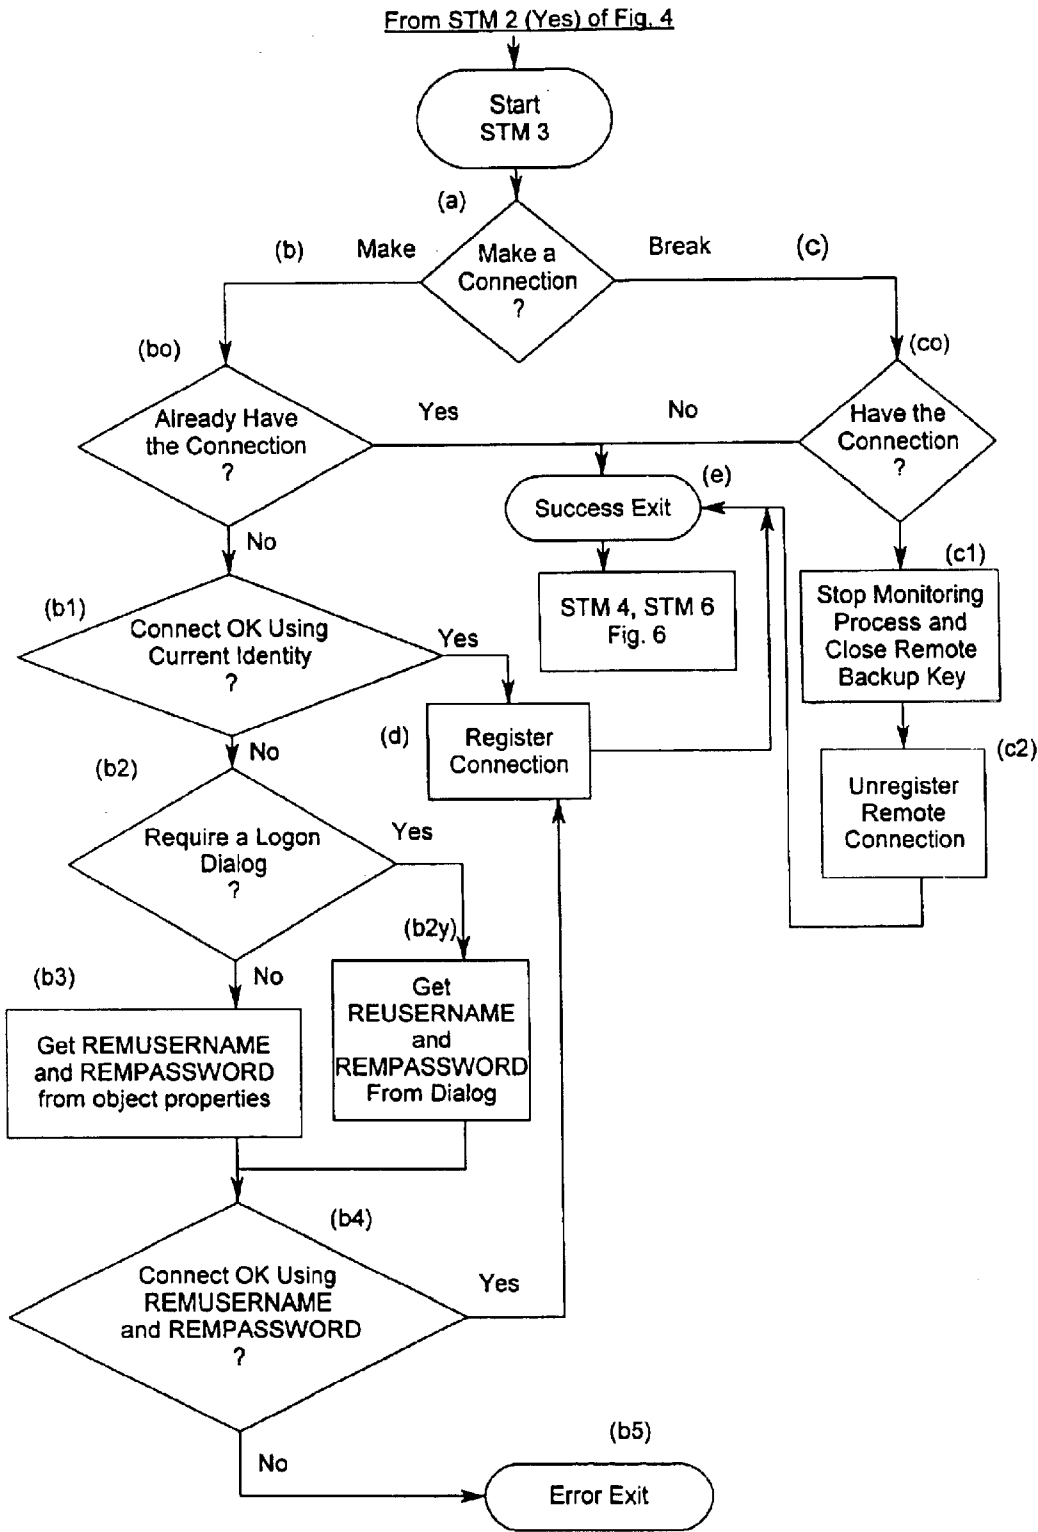 From STM 2 (Yes) of Fig. 4
Start
STM 3
(a)
Make a
Connection
?
(b)
Make
Break
(c)
(bo)
Already Have
the Connection
?
Yes
No
(co)
Have the
Connection
?
(e)
Success Exit
STM 4, STM 6
Fig. 6
No
(b1)
Connect OK Using
Current Identity
?
Yes
(c1)
Stop Monitoring
Process and
Close Remote
Backup Key
(d)
Register
Connection
(c2)
Unregister
Remote
Connection
No
(b2)
Require a Logon
Dialog
?
Yes
(b2y)
Get
REUSERNAME
and
REMPASSWORD
From Dialog
No
(b3)
Get REMUSERNAME
and REMPASSWORD
from object properties
(b4)
Connect OK Using
REMUSERNAME
and REMPASSWORD
?
Yes
No
(b5)
Error Exit